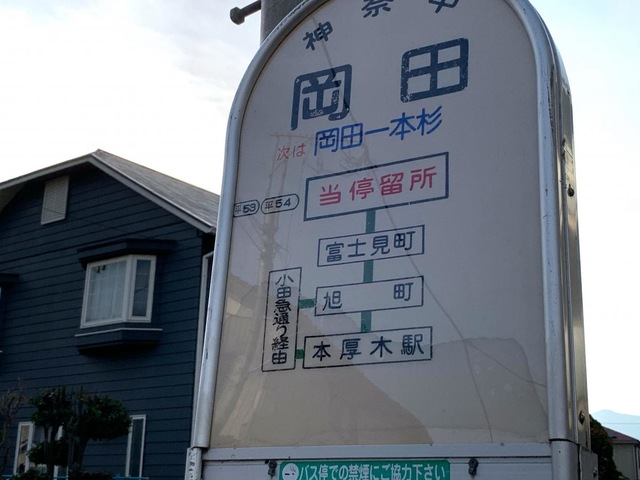 神奈中
岡田
次は 岡田一本杉
当停留所
平53 平54
富士見町
旭町
小田急通り経由
本厚木駅
バス停での禁煙にご協力下さい